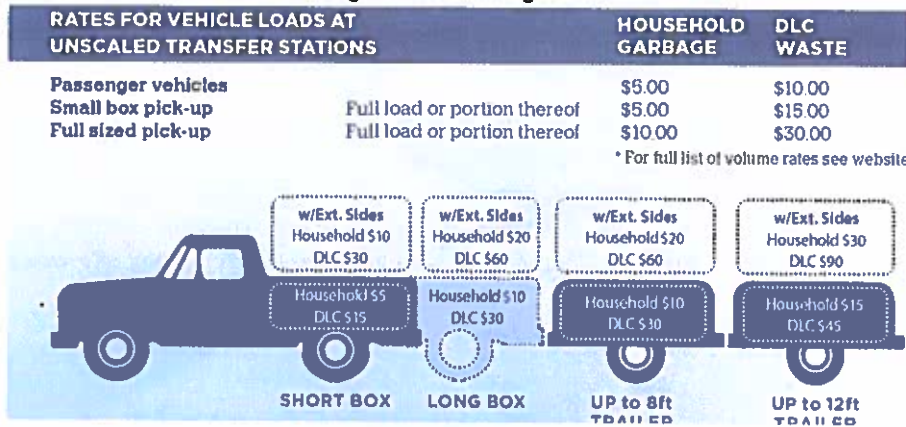 RATES FOR VEHICLE LOADS AT
UNSCALED TRANSFER STATIONS
HOUSEHOLD
GARBAGE
DLC
WASTE
Passenger vehicles $5.00 $10.00
Small box pick-up Full load or portion thereof $5.00 $15.00
Full sized pick-up Full load or portion thereof $10.00 $30.00
* For full list of volume rates see website
w/Ext. Sides
Household $10
DLC $30
w/Ext. Sides
Household $20
DLC $60
w/Ext. Sides
Household $20
DLC $60
w/Ext. Sides
Household $30
DLC $90
Household $5
DLC $15
Household $10
DLC $30
Household $10
DLC $30
Household $15
DLC $45
SHORT BOX
LONG BOX
UP to 8ft
TRAILER
UP to 12ft
TRAILER